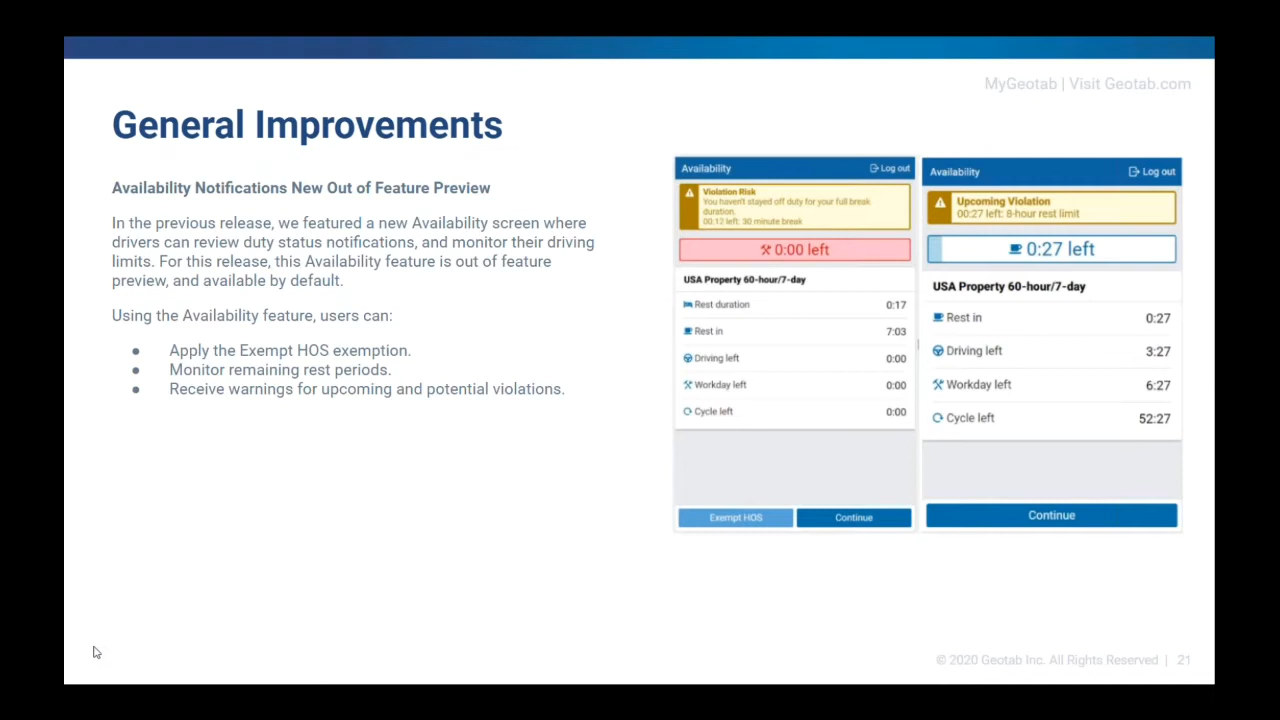 MyGeotab | Visit Geotab.com
General Improvements
Availability Notifications New Out of Feature Preview
In the previous release, we featured a new Availability screen where
drivers can review duty status notifications, and monitor their driving
limits. For this release, this Availability feature is out of feature
preview, and available by default.
Using the Availability feature, users can:
● Apply the Exempt HOS exemption.
● Monitor remaining rest periods.
● Receive warnings for upcoming and potential violations.
Availability Log out
Violation Risk
You haven't stayed off duty for your full break
duration.
00:12 left: 30 minute break
0:00 left
USA Property 60-hour/7-day
Rest duration 0:17
Rest in 7:03
Driving left 0:00
Workday left 0:00
Cycle left 0:00
Exempt HOS Continue
Availability Log out
Upcoming Violation
00:27 left: 8-hour rest limit
0:27 left
USA Property 60-hour/7-day
Rest in 0:27
Driving left 3:27
Workday left 6:27
Cycle left 52:27
Continue
© 2020 Geotab Inc. All Rights Reserved | 21